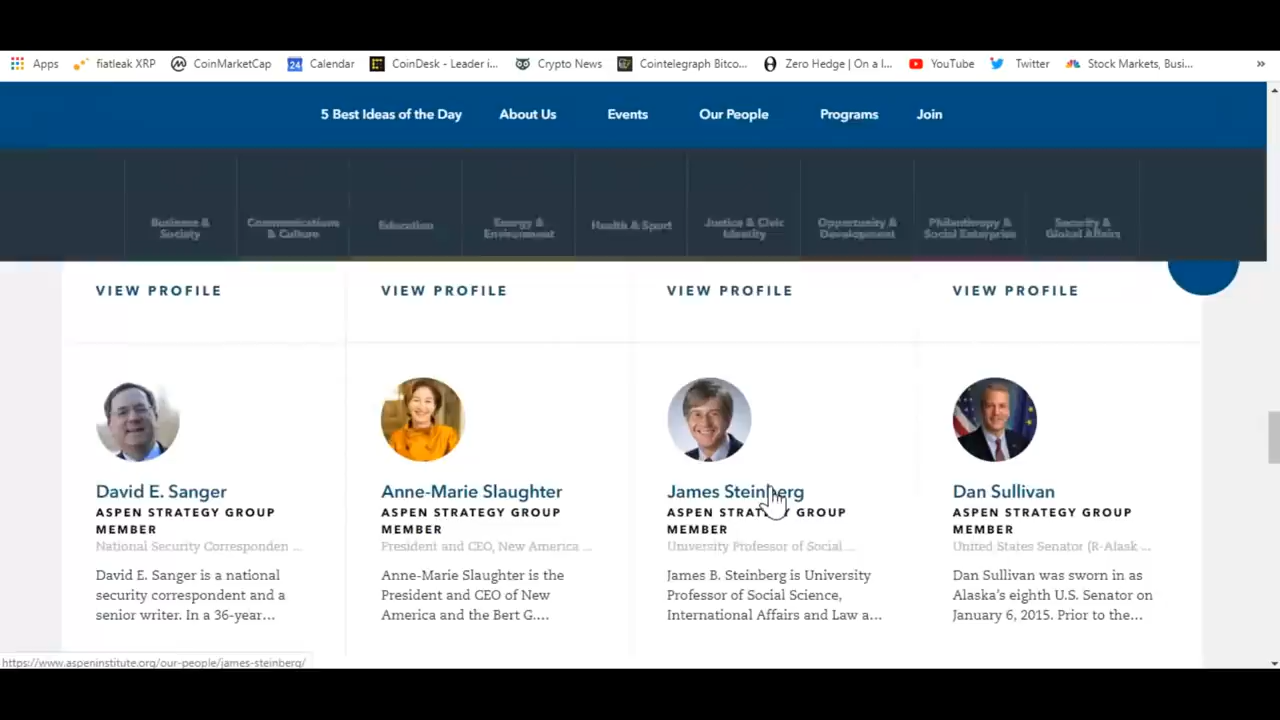 Apps fiatleak XRP CoinMarketCap 24 Calendar CoinDesk - Leader i... Crypto News Cointelegraph Bitco... Zero Hedge | On a l... YouTube Twitter Stock Markets, Busi... »
5 Best Ideas of the Day About Us Events Our People Programs Join
Business & Society Communications & Culture Education Energy & Environment Health & Sport Justice & Civic Identity Opportunity & Development Philanthropy & Social Enterprise Security & Global Affairs
VIEW PROFILE VIEW PROFILE VIEW PROFILE VIEW PROFILE
David E. Sanger
ASPEN STRATEGY GROUP
MEMBER
National Security Corresponden ...
David E. Sanger is a national
security correspondent and a
senior writer. In a 36-year...
Anne-Marie Slaughter
ASPEN STRATEGY GROUP
MEMBER
President and CEO, New America ...
Anne-Marie Slaughter is the
President and CEO of New
America and the Bert G....
James Steinberg
ASPEN STRATEGY GROUP
MEMBER
University Professor of Social ...
James B. Steinberg is University
Professor of Social Science,
International Affairs and Law a...
Dan Sullivan
ASPEN STRATEGY GROUP
MEMBER
United States Senator (R-Alask ...
Dan Sullivan was sworn in as
Alaska's eighth U.S. Senator on
January 6, 2015. Prior to the...
https://www.aspeninstitute.org/our-people/james-steinberg/